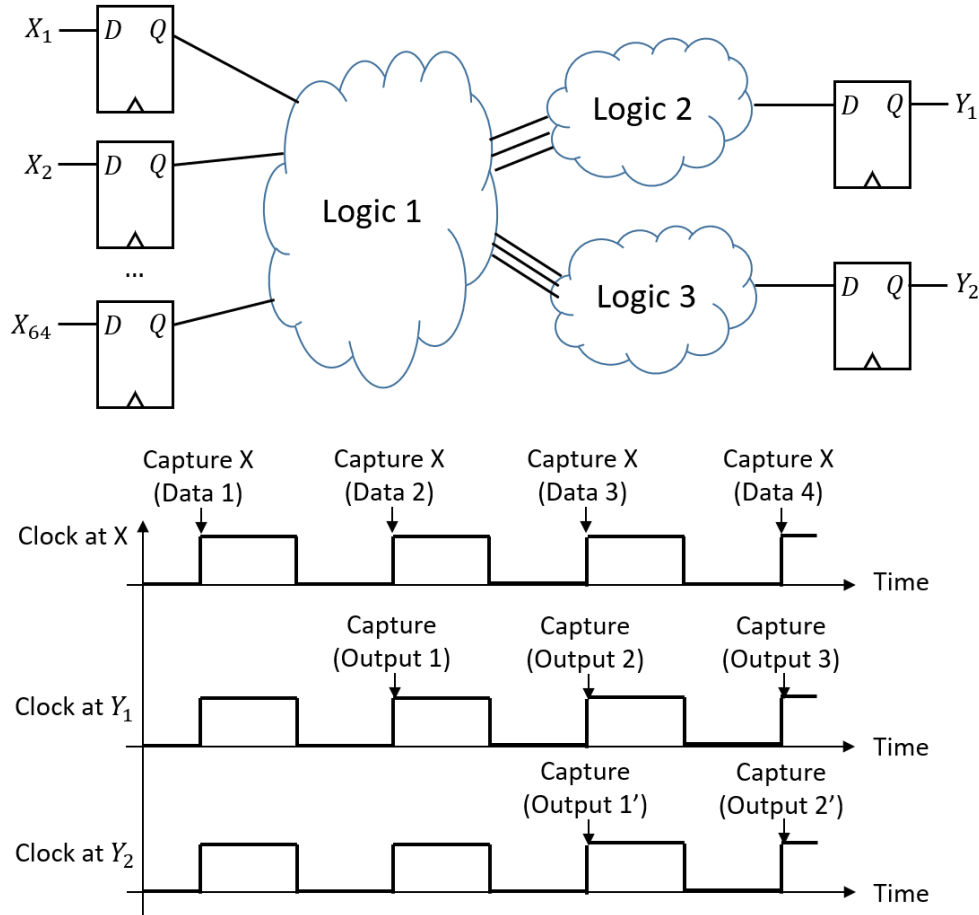 X₁ D Q
X₂ D Q
...
X₆₄ D Q
Logic 1
Logic 2
Logic 3
D Q Y₁
D Q Y₂
Capture X
(Data 1)
Capture X
(Data 2)
Capture X
(Data 3)
Capture X
(Data 4)
Clock at X
Time
Capture
(Output 1)
Capture
(Output 2)
Capture
(Output 3)
Clock at Y₁
Time
Capture
(Output 1’)
Capture
(Output 2’)
Clock at Y₂
Time